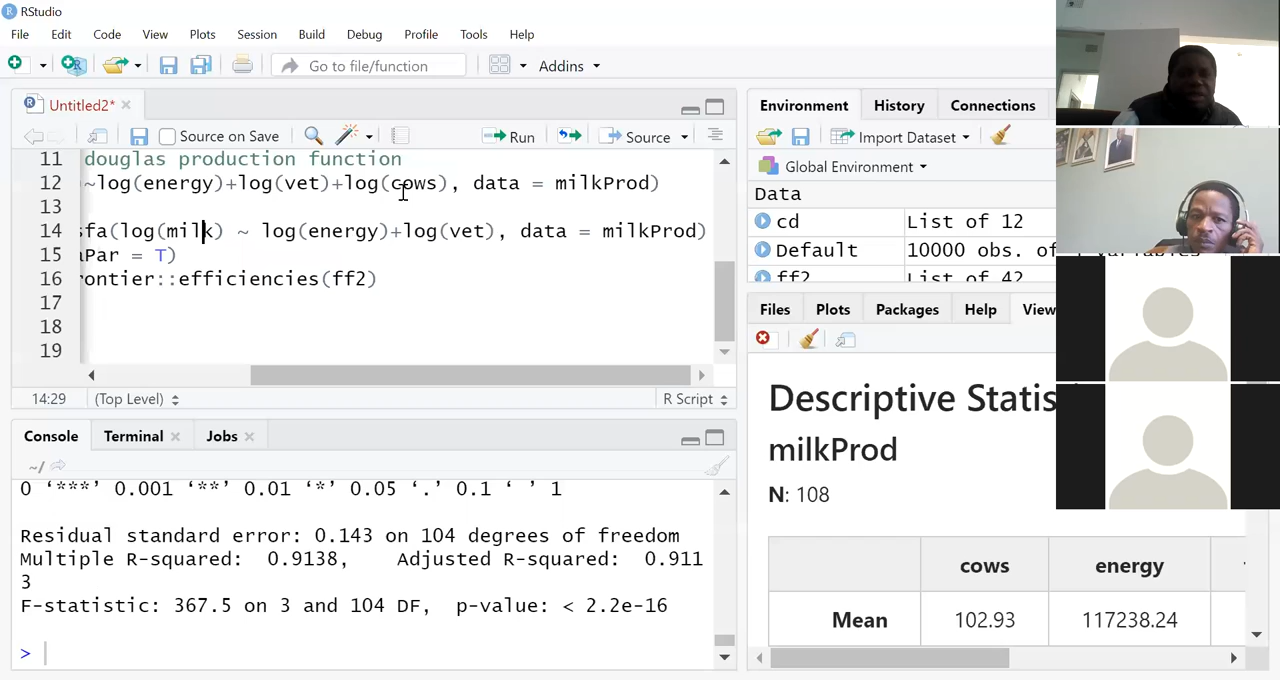 RStudio
File Edit Code View Plots Session Build Debug Profile Tools Help
Go to file/function Addins
Untitled2*
Source on Save Run Source
11 douglas production function
12 ~log(energy)+log(vet)+log(cows), data = milkProd)
13
14 sfa(log(milk) ~ log(energy)+log(vet), data = milkProd)
15 aPar = T)
16 rontier::efficiencies(ff2)
17
18
19
14:29 (Top Level) R Script
Console Terminal Jobs
~/
0 ‘***’ 0.001 ‘**’ 0.01 ‘*’ 0.05 ‘.’ 0.1 ‘ ’ 1
Residual standard error: 0.143 on 104 degrees of freedom
Multiple R-squared: 0.9138, Adjusted R-squared: 0.911
3
F-statistic: 367.5 on 3 and 104 DF, p-value: < 2.2e-16
>
Environment History Connections
Import Dataset
Global Environment
Data
cd List of 12
Default 10000 obs. of
ff2 List of 42
Files Plots Packages Help View
Descriptive Statis
milkProd
N: 108
cows energy
Mean 102.93 117238.24